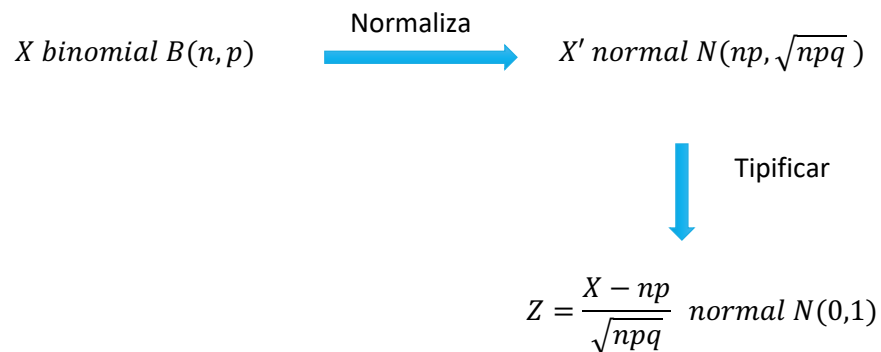 Normaliza
X binomial B(n, p)
X′ normal N(np, √npq )
Tipificar
Z = (X − np) / √npq normal N(0,1)